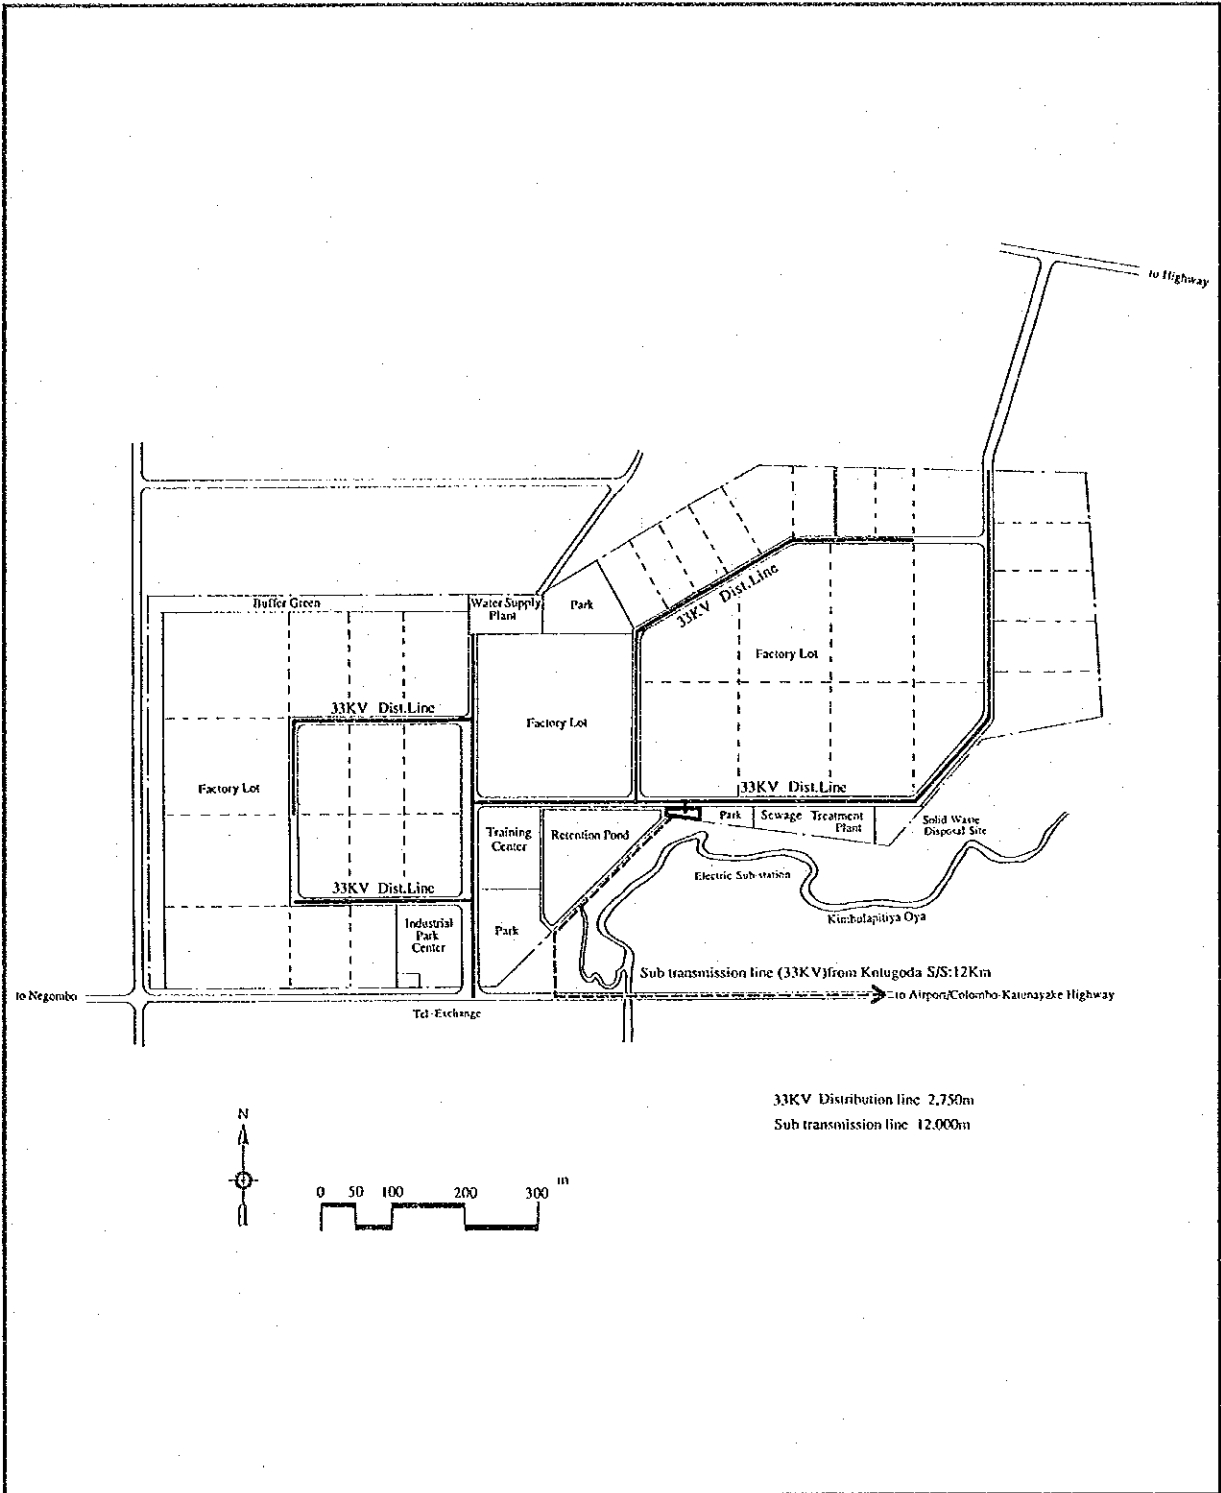 to Highway
Buffer Green
Water Supply
Plant
Park
33KV Dist.Line
Factory Lot
33KV Dist.Line
Factory Lot
Factory Lot
33KV Dist.Line
Training
Center
Retention Pond
Park
Sewage Treatment
Plant
Solid Waste
Disposal Site
Electric Sub-station
33KV Dist.Line
Kimbulapitiya Oya
Industrial
Park
Center
Park
Sub transmission line (33KV)from Kotugoda S/S:12Km
to Negombo
to Airport/Colombo-Katunayake Highway
Tel-Exchange
33KV Distribution line 2,750m
Sub transmission line 12.000m
N
0 50 100 200 300 m